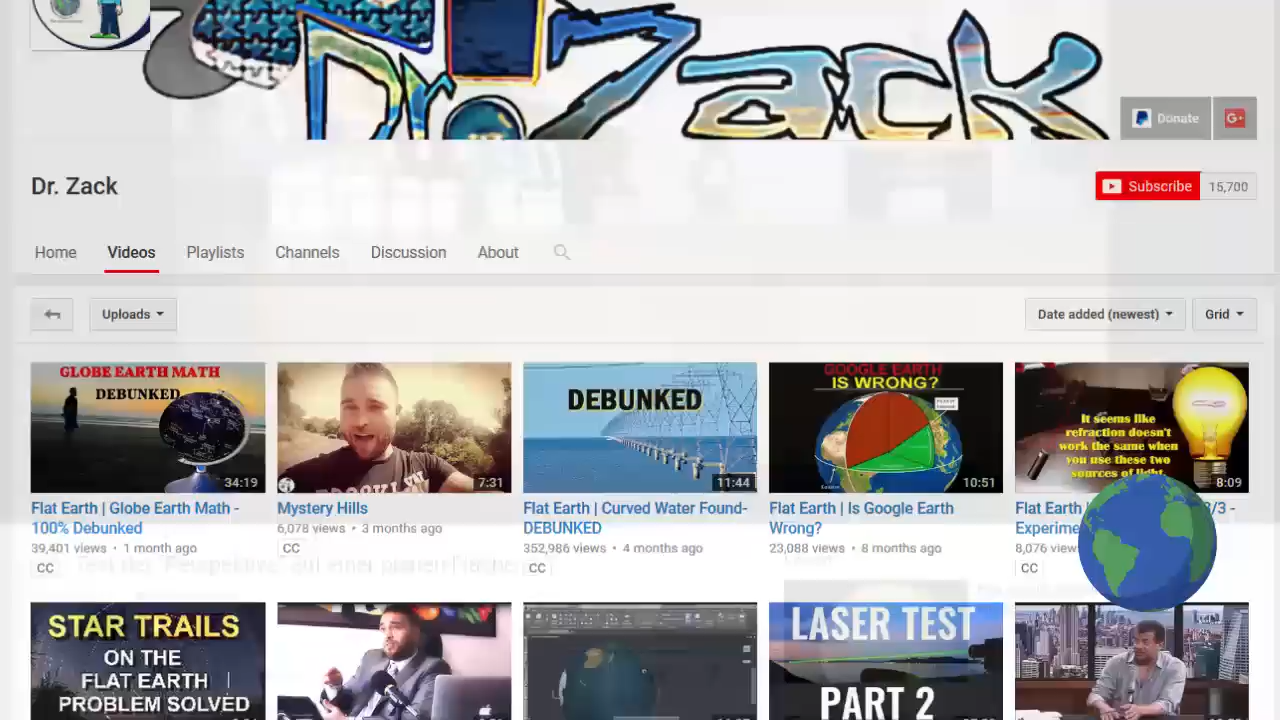 Dr. Zack
Donate
G+
Dr. Zack
Subscribe 15,700
Home Videos Playlists Channels Discussion About
Uploads
Date added (newest) Grid
GLOBE EARTH MATH
DEBUNKED
34:19
Flat Earth | Globe Earth Math -
100% Debunked
39,401 views • 1 month ago
CC
7:31
Mystery Hills
6,078 views • 3 months ago
CC
DEBUNKED
11:44
Flat Earth | Curved Water Found-
DEBUNKED
352,986 views • 4 months ago
CC
GOOGLE EARTH
IS WRONG?
10:51
Flat Earth | Is Google Earth
Wrong?
23,088 views • 8 months ago
It seems like
refraction doesn't
work the same when
you use these two
sources of light
8:09
Flat Earth 3/3 -
8,076
CC
STAR TRAILS
ON THE
FLAT EARTH
PROBLEM SOLVED
LASER TEST
PART 2